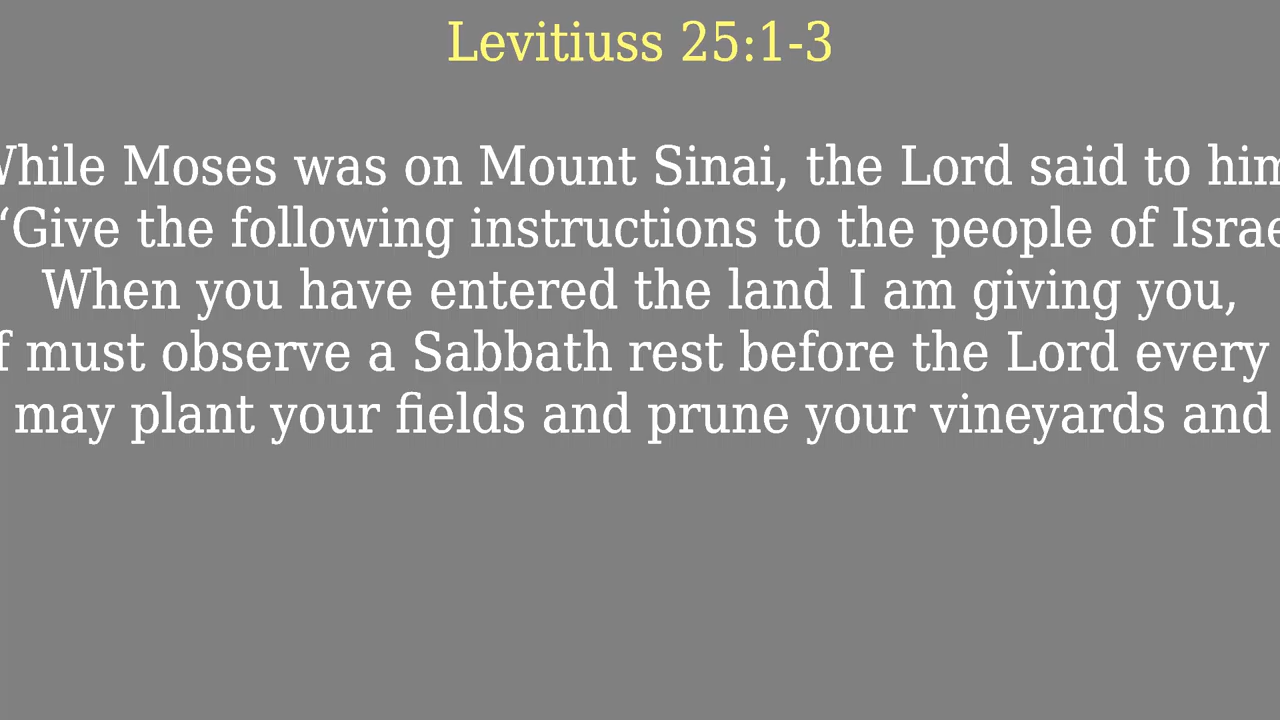 Levitiuss 25:1-3
While Moses was on Mount Sinai, the Lord said to him
“Give the following instructions to the people of Israe
When you have entered the land I am giving you,
f must observe a Sabbath rest before the Lord every
may plant your fields and prune your vineyards and